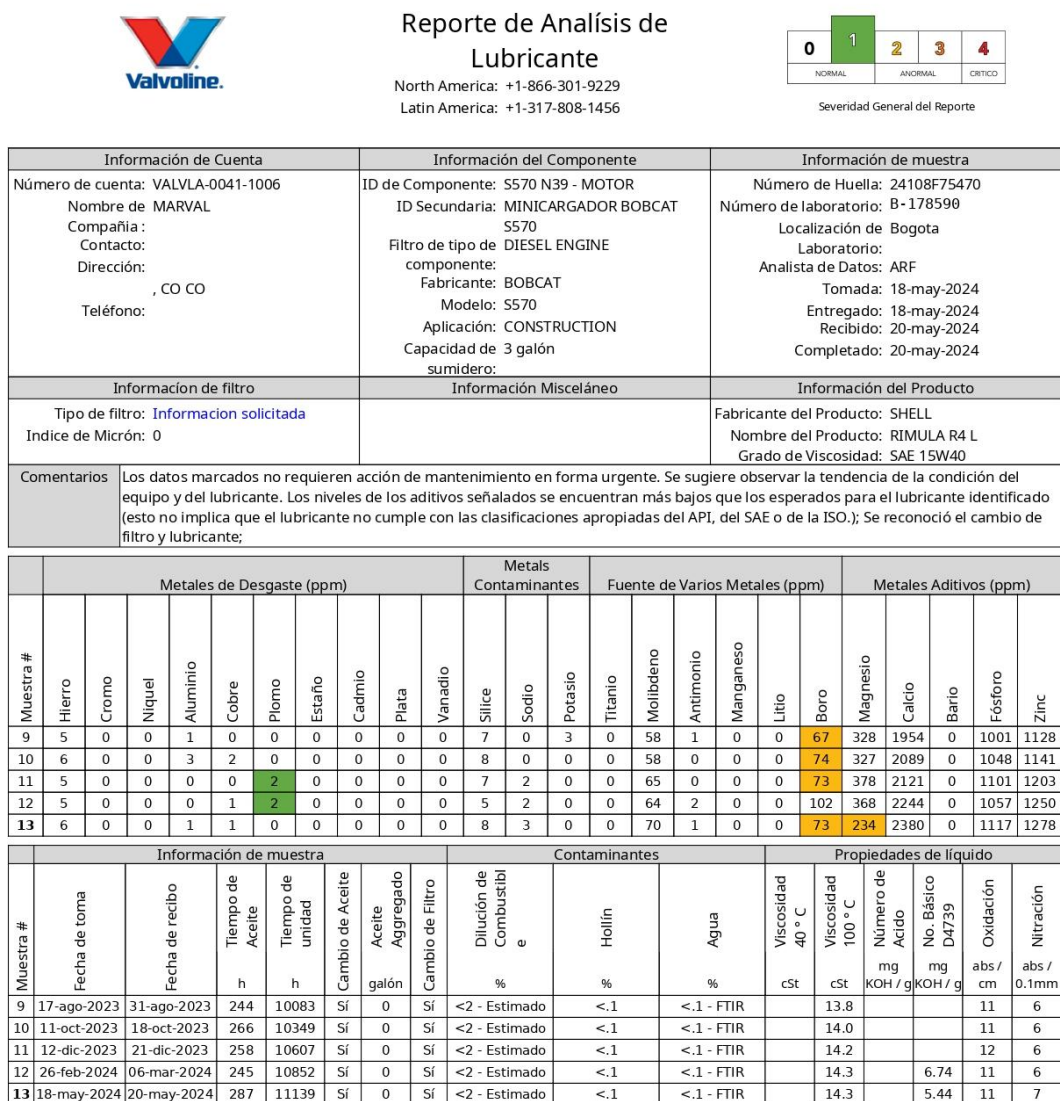 Valvoline.
Reporte de Analísis de
Lubricante
North America: +1-866-301-9229
Latin America: +1-317-808-1456
0 1 2 3 4
NORMAL ANORMAL CRITICO
Severidad General del Reporte
Información de Cuenta
Número de cuenta: VALVLA-0041-1006
Nombre de MARVAL
Compañia :
Contacto:
Dirección:
, CO CO
Teléfono:
Información del Componente
ID de Componente: S570 N39 - MOTOR
ID Secundaria: MINICARGADOR BOBCAT
S570
Filtro de tipo de DIESEL ENGINE
componente:
Fabricante: BOBCAT
Modelo: S570
Aplicación: CONSTRUCTION
Capacidad de 3 galón
sumidero:
Información de muestra
Número de Huella: 24108F75470
Número de laboratorio: B-178590
Localización de Bogota
Laboratorio:
Analista de Datos: ARF
Tomada: 18-may-2024
Entregado: 18-may-2024
Recibido: 20-may-2024
Completado: 20-may-2024
Informacíon de filtro
Tipo de filtro: Informacion solicitada
Indice de Micrón: 0
Información Misceláneo
Información del Producto
Fabricante del Producto: SHELL
Nombre del Producto: RIMULA R4 L
Grado de Viscosidad: SAE 15W40
Comentarios Los datos marcados no requieren acción de mantenimiento en forma urgente. Se sugiere observar la tendencia de la condición del
equipo y del lubricante. Los niveles de los aditivos señalados se encuentran más bajos que los esperados para el lubricante identificado
(esto no implica que el lubricante no cumple con las clasificaciones apropiadas del API, del SAE o de la ISO.); Se reconoció el cambio de
filtro y lubricante;
Metales de Desgaste (ppm) Metals Contaminantes Fuente de Varios Metales (ppm) Metales Aditivos (ppm)
Muestra # Hierro Cromo Niquel Aluminio Cobre Plomo Estaño Cadmio Plata Vanadio Silice Sodio Potasio Titanio Molibdeno Antimonio Manganeso Litio Boro Magnesio Calcio Bario Fósforo Zinc
9 5 0 0 1 0 0 0 0 0 0 7 0 3 0 58 1 0 0 67 328 1954 0 1001 1128
10 6 0 0 3 2 0 0 0 0 0 8 0 0 0 58 0 0 0 74 327 2089 0 1048 1141
11 5 0 0 0 0 2 0 0 0 0 7 2 0 0 65 0 0 0 73 378 2121 0 1101 1203
12 5 0 0 0 1 2 0 0 0 0 5 2 0 0 64 2 0 0 102 368 2244 0 1057 1250
13 6 0 0 1 1 0 0 0 0 0 8 3 0 0 70 1 0 0 73 234 2380 0 1117 1278
Información de muestra Contaminantes Propiedades de líquido
Muestra # Fecha de toma Fecha de recibo Tiempo de Aceite Tiempo de unidad Cambio de Aceite Aceite Aggregado Cambio de Filtro Dilución de Combustible Hollín Agua Viscosidad 40 ° C Viscosidad 100 ° C Número de Acido No. Básico D4739 Oxidación Nitración
h h galón % % % cSt cSt mg KOH / g mg KOH / g abs / cm abs / 0.1mm
9 17-ago-2023 31-ago-2023 244 10083 Sí 0 Sí <2 - Estimado <.1 <.1 - FTIR 13.8 11 6
10 11-oct-2023 18-oct-2023 266 10349 Sí 0 Sí <2 - Estimado <.1 <.1 - FTIR 14.0 11 6
11 12-dic-2023 21-dic-2023 258 10607 Sí 0 Sí <2 - Estimado <.1 <.1 - FTIR 14.2 12 6
12 26-feb-2024 06-mar-2024 245 10852 Sí 0 Sí <2 - Estimado <.1 <.1 - FTIR 14.3 6.74 11 6
13 18-may-2024 20-may-2024 287 11139 Sí 0 Sí <2 - Estimado <.1 <.1 - FTIR 14.3 5.44 11 7